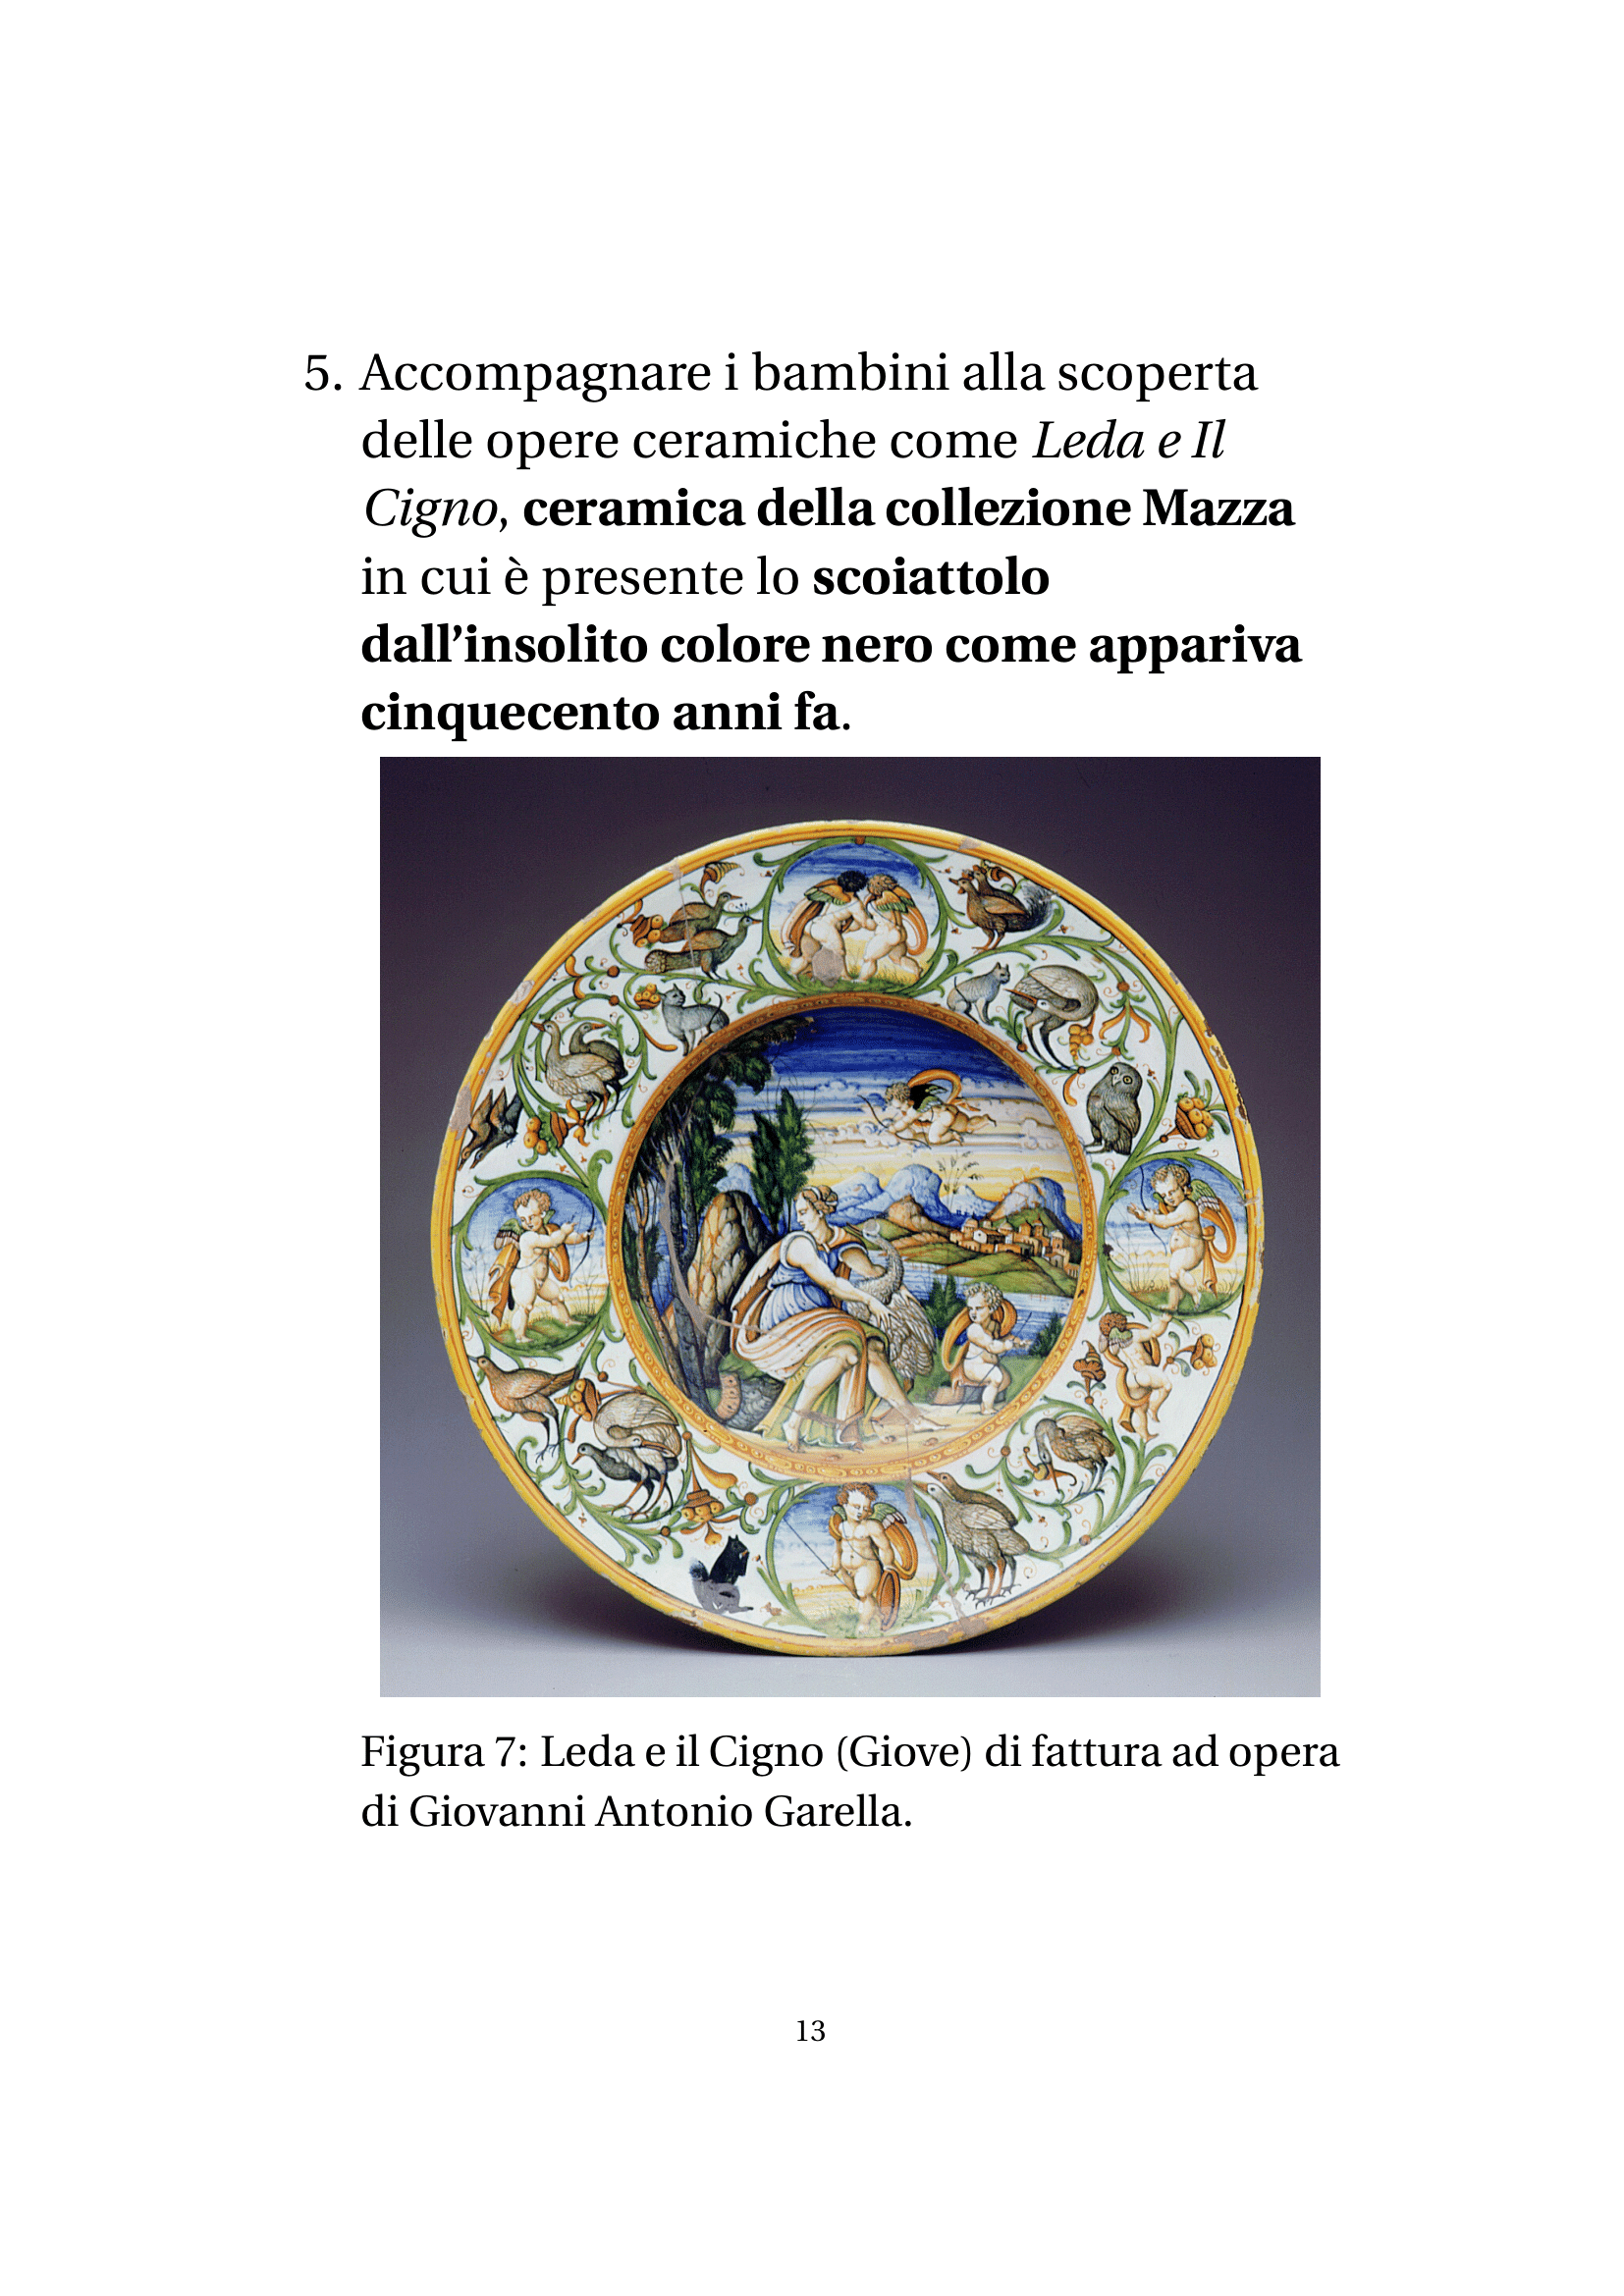 5. Accompagnare i bambini alla scoperta
delle opere ceramiche come Leda e Il
Cigno, ceramica della collezione Mazza
in cui è presente lo scoiattolo
dall’insolito colore nero come appariva
cinquecento anni fa.
Figura 7: Leda e il Cigno (Giove) di fattura ad opera
di Giovanni Antonio Garella.
13